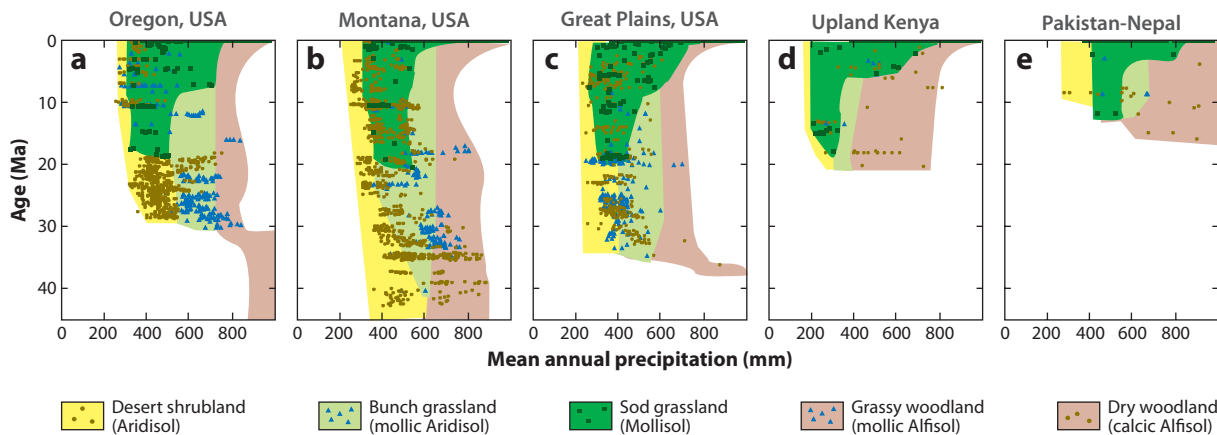 Oregon, USA
Montana, USA
Great Plains, USA
Upland Kenya
Pakistan-Nepal
a
b
c
d
e
0
10
20
30
40
Age (Ma)
0 200 400 600 800
0 200 400 600 800
0 200 400 600 800
0 200 400 600 800
0 200 400 600 800
Mean annual precipitation (mm)
Desert shrubland
(Aridisol)
Bunch grassland
(mollic Aridisol)
Sod grassland
(Mollisol)
Grassy woodland
(mollic Alfisol)
Dry woodland
(calcic Alfisol)